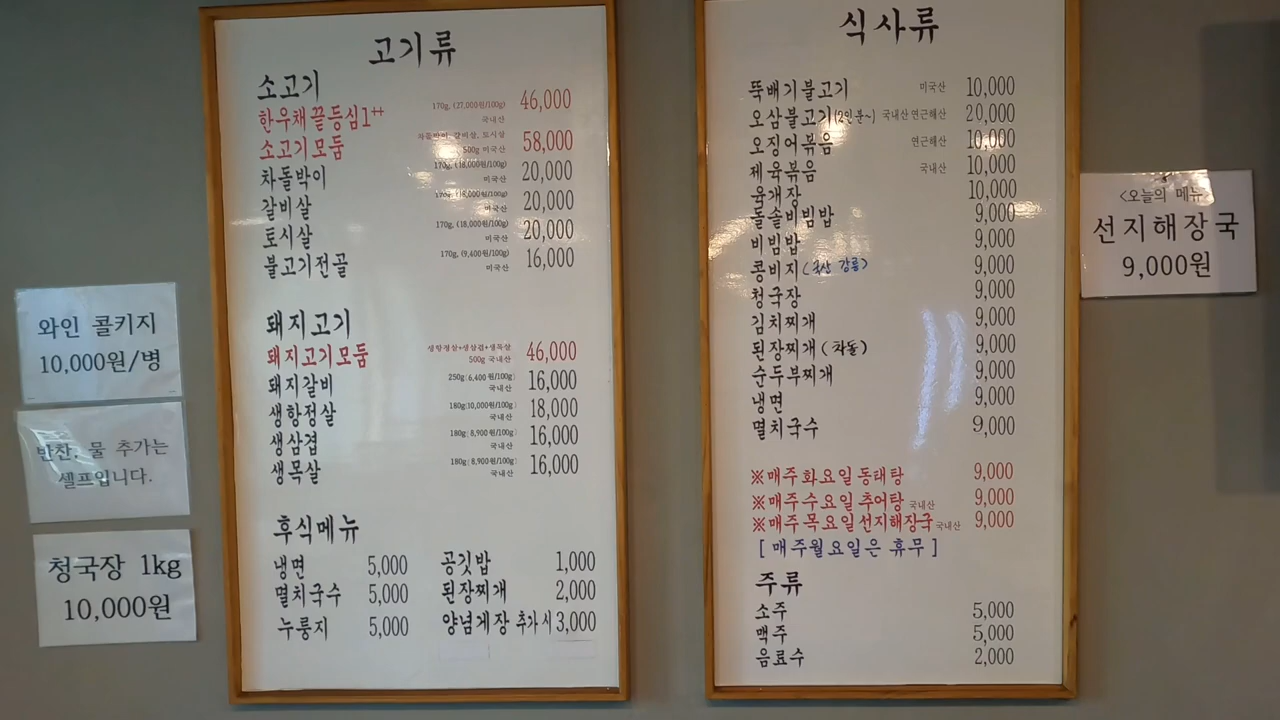 고기류
소고기
한우채끝등심1++ 170g, (27,000원/100g) 국내산 46,000
소고기모둠 차돌박이, 갈비살, 토시살 500g 미국산 58,000
차돌박이 170g, (18,000원/100g) 미국산 20,000
갈비살 170g, (18,000원/100g) 미국산 20,000
토시살 170g, (18,000원/100g) 미국산 20,000
불고기전골 170g, (9,400원/100g) 미국산 16,000
돼지고기
돼지고기모둠 생항정살+생삼겹+생목살 500g 국내산 46,000
돼지갈비 250g(6,400원/100g) 국내산 16,000
생항정살 180g(10,000원/100g) 국내산 18,000
생삼겹 180g(8,900원/100g) 국내산 16,000
생목살 180g(8,900원/100g) 국내산 16,000
후식메뉴
냉면 5,000 공깃밥 1,000
멸치국수 5,000 된장찌개 2,000
누룽지 5,000 양념게장 추가시 3,000
식사류
뚝배기불고기 미국산 10,000
오삼불고기(2인분~) 국내산 연근해산 20,000
오징어볶음 연근해산 10,000
제육볶음 국내산 10,000
육개장 10,000
돌솥비빔밥 9,000
비빔밥 9,000
콩비지 (국산 강릉) 9,000
청국장 9,000
김치찌개 9,000
된장찌개 (차돌) 9,000
순두부찌개 9,000
냉면 9,000
멸치국수 9,000
※매주화요일 동태탕 9,000
※매주수요일 추어탕 국내산 9,000
※매주목요일선지해장국 국내산 9,000
[ 매주월요일은 휴무 ]
주류
소주 5,000
맥주 5,000
음료수 2,000
와인 콜키지
10,000원/병
반찬, 물 추가는
셀프입니다.
청국장 1kg
10,000원
<오늘의 메뉴>
선지해장국
9,000원